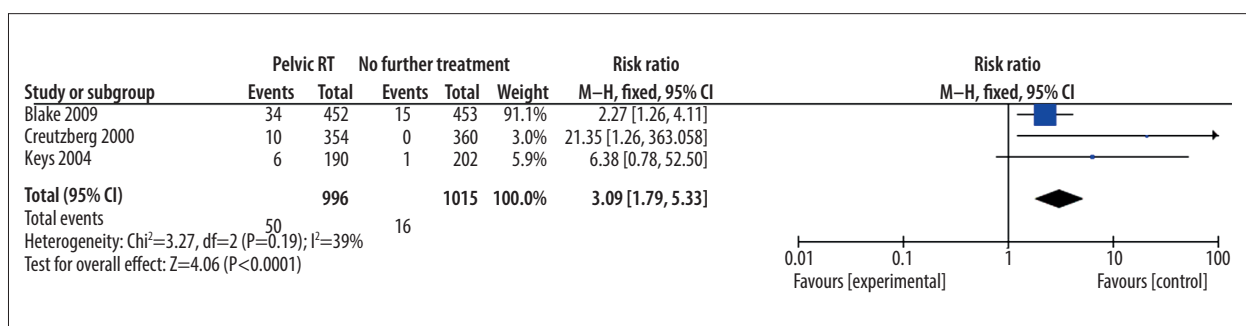 Pelvic RT No further treatment Risk ratio Risk ratio
Study or subgroup Events Total Events Total Weight M–H, fixed, 95% CI M–H, fixed, 95% CI
Blake 2009 34 452 15 453 91.1% 2.27 [1.26, 4.11]
Creutzberg 2000 10 354 0 360 3.0% 21.35 [1.26, 363.058]
Keys 2004 6 190 1 202 5.9% 6.38 [0.78, 52.50]
Total (95% CI) 996 1015 100.0% 3.09 [1.79, 5.33]
Total events 50 16
Heterogeneity: Chi²=3.27, df=2 (P=0.19); I²=39%
Test for overall effect: Z=4.06 (P<0.0001)
0.01 0.1 1 10 100
Favours [experimental] Favours [control]